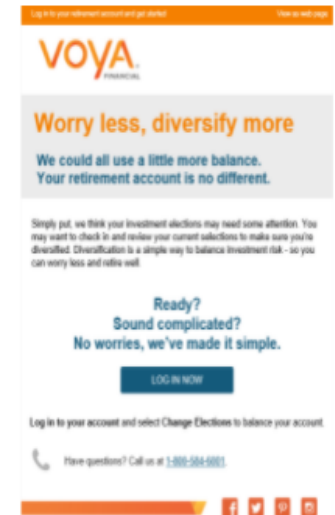 Log in to your retirement account and get started
View as web page
VOYA
FINANCIAL
Worry less, diversify more
We could all use a little more balance.
Your retirement account is no different.
Simply put, we think your investment elections may need some attention. You
may want to check in and review your current selections to make sure you're
diversified. Diversification is a simple way to balance investment risk - so you
can worry less and retire well.
Ready?
Sound complicated?
No worries, we've made it simple.
LOG IN NOW
Log in to your account and select Change Elections to balance your account.
Have questions? Call us at 1-800-584-6001.